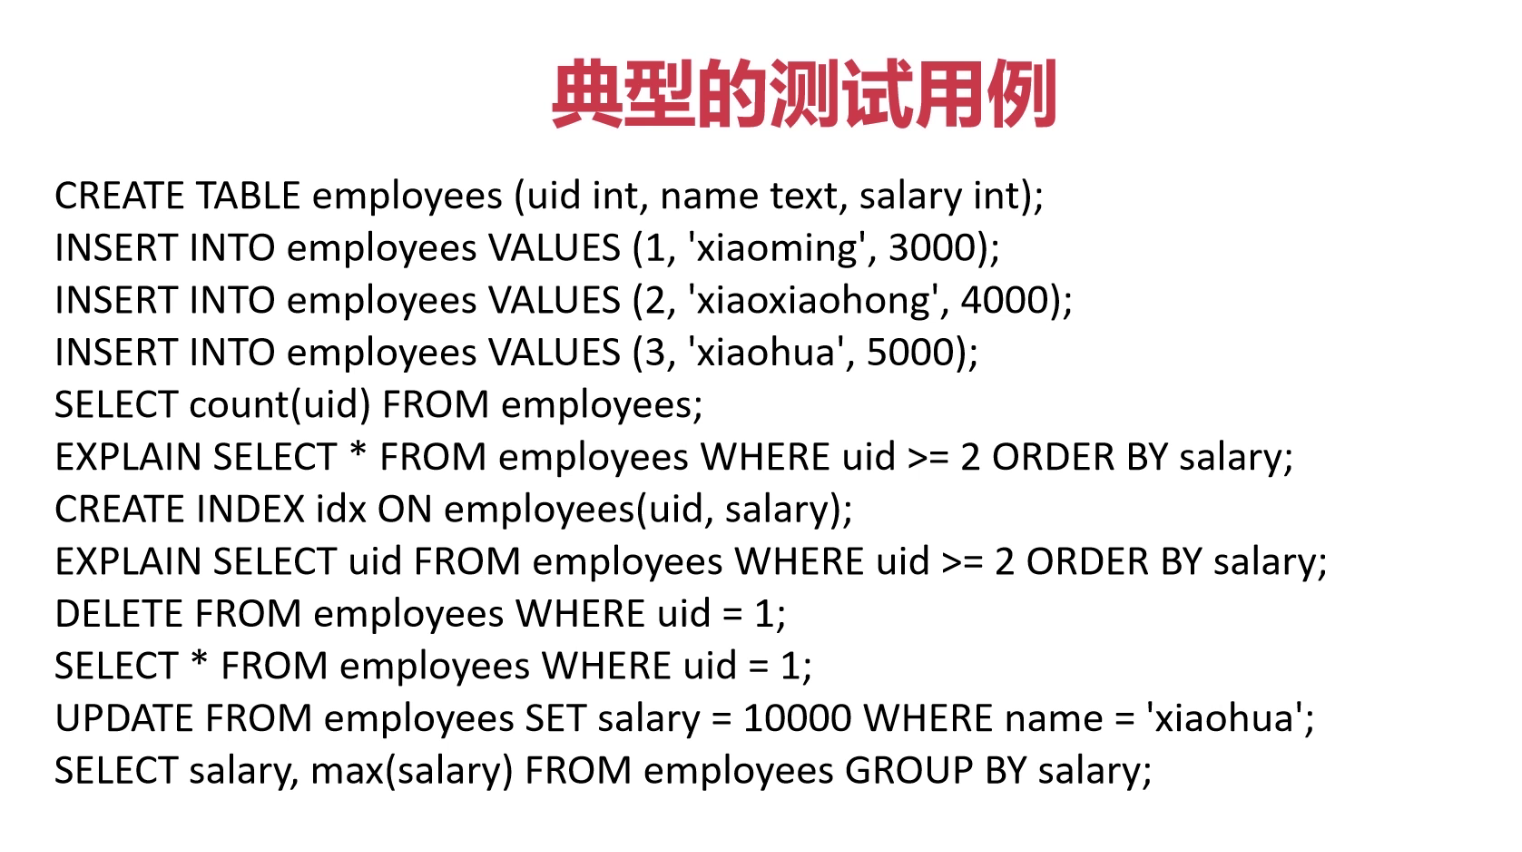 典型的测试用例
CREATE TABLE employees (uid int, name text, salary int);
INSERT INTO employees VALUES (1, 'xiaoming', 3000);
INSERT INTO employees VALUES (2, 'xiaoxiaohong', 4000);
INSERT INTO employees VALUES (3, 'xiaohua', 5000);
SELECT count(uid) FROM employees;
EXPLAIN SELECT * FROM employees WHERE uid >= 2 ORDER BY salary;
CREATE INDEX idx ON employees(uid, salary);
EXPLAIN SELECT uid FROM employees WHERE uid >= 2 ORDER BY salary;
DELETE FROM employees WHERE uid = 1;
SELECT * FROM employees WHERE uid = 1;
UPDATE FROM employees SET salary = 10000 WHERE name = 'xiaohua';
SELECT salary, max(salary) FROM employees GROUP BY salary;